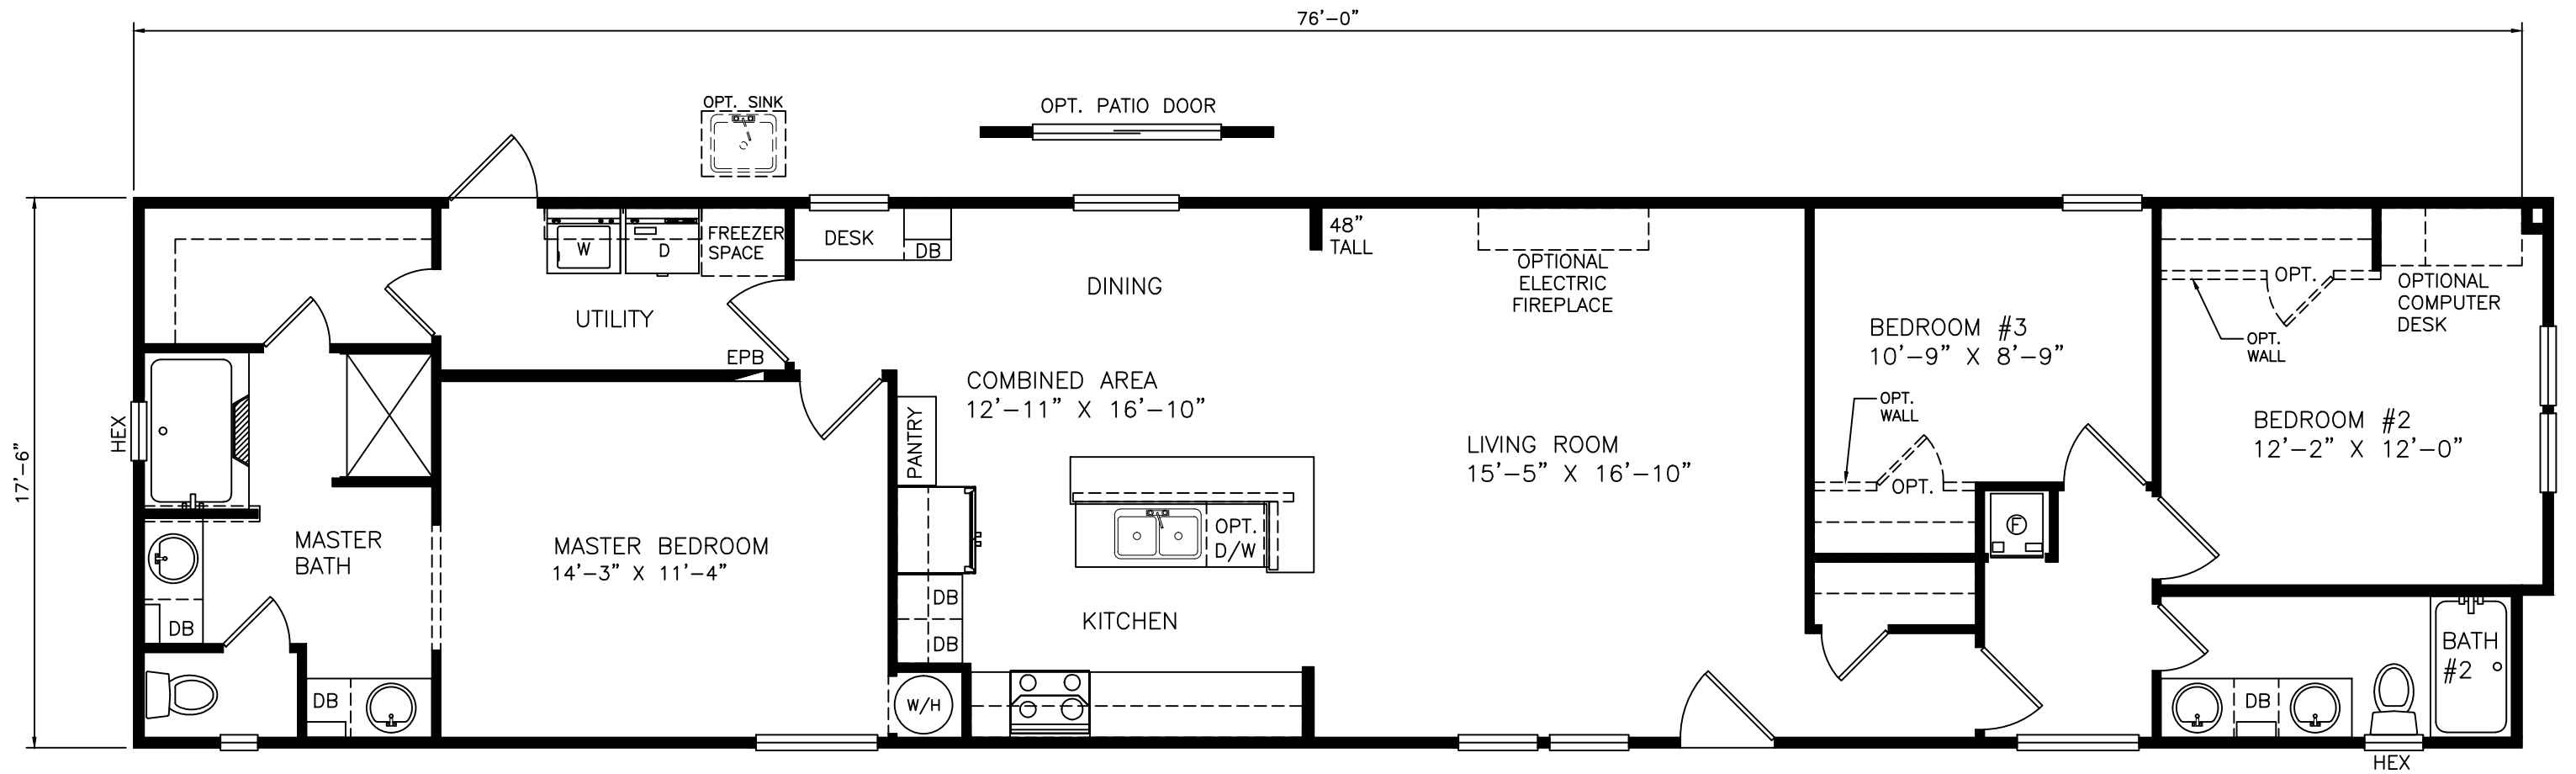 76'-0"
OPT. SINK
OPT. PATIO DOOR
17'-6"
HEX
W
D
FREEZER
SPACE
UTILITY
EPB
DESK
DB
DINING
48"
TALL
OPTIONAL
ELECTRIC
FIREPLACE
COMBINED AREA
12'-11" X 16'-10"
PANTRY
LIVING ROOM
15'-5" X 16'-10"
OPT.
D/W
KITCHEN
DB
DB
W/H
MASTER
BATH
DB
DB
MASTER BEDROOM
14'-3" X 11'-4"
BEDROOM #3
10'-9" X 8'-9"
OPT.
WALL
OPT.
F
OPT.
OPT.
WALL
OPTIONAL
COMPUTER
DESK
BEDROOM #2
12'-2" X 12'-0"
BATH
#2
DB
HEX